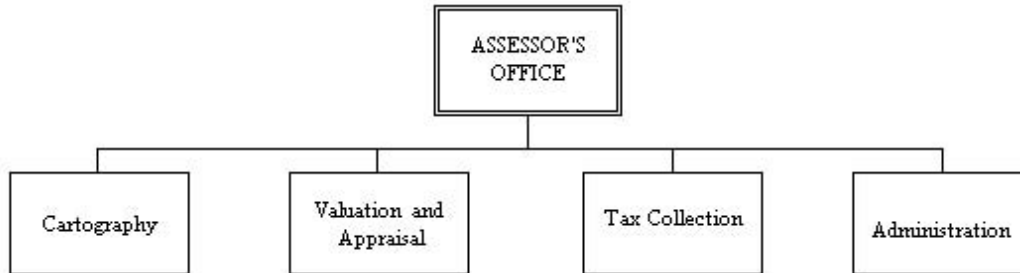 ASSESSOR'S
OFFICE
Cartography
Valuation and
Appraisal
Tax Collection
Administration